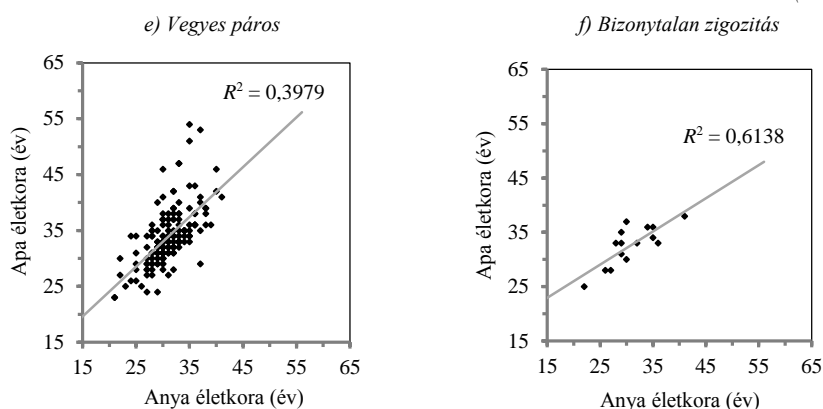 e) Vegyes páros
65
55
45
35
25
15
Apa életkora (év)
R² = 0,3979
15 25 35 45 55 65
Anya életkora (év)
f) Bizonytalan zigozitás
65
55
45
35
25
15
Apa életkora (év)
R² = 0,6138
15 25 35 45 55 65
Anya életkora (év)